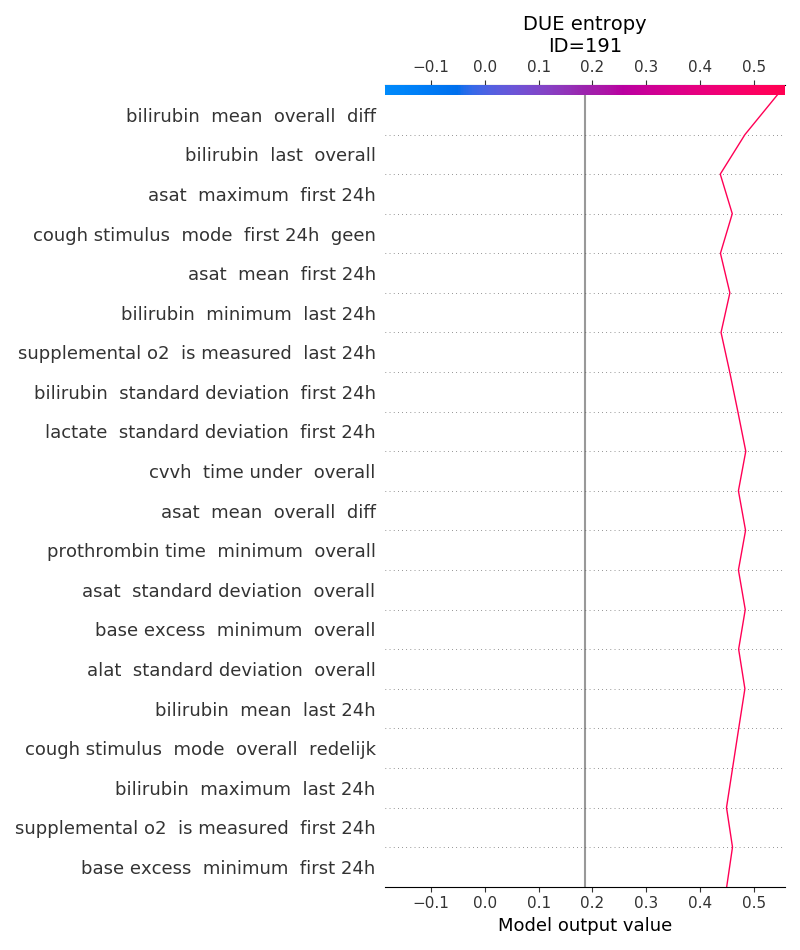 DUE entropy
ID=191
−0.1 0.0 0.1 0.2 0.3 0.4 0.5
bilirubin mean overall diff
bilirubin last overall
asat maximum first 24h
cough stimulus mode first 24h geen
asat mean first 24h
bilirubin minimum last 24h
supplemental o2 is measured last 24h
bilirubin standard deviation first 24h
lactate standard deviation first 24h
cvvh time under overall
asat mean overall diff
prothrombin time minimum overall
asat standard deviation overall
base excess minimum overall
alat standard deviation overall
bilirubin mean last 24h
cough stimulus mode overall redelijk
bilirubin maximum last 24h
supplemental o2 is measured first 24h
base excess minimum first 24h
−0.1 0.0 0.1 0.2 0.3 0.4 0.5
Model output value